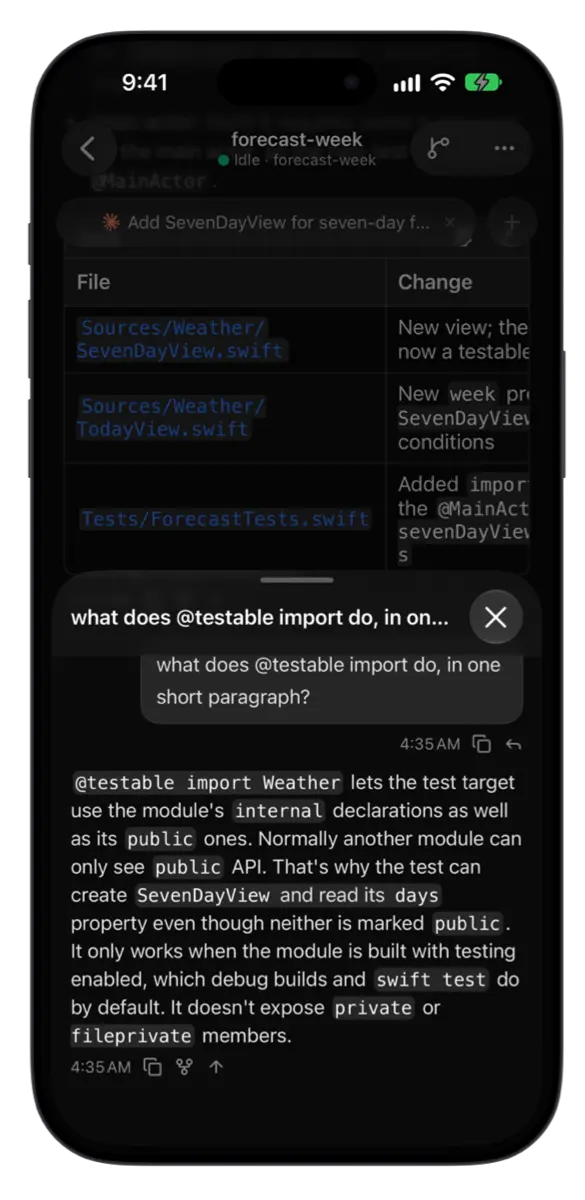 9:41
forecast-week
Idle · forecast-week
@MainActor.
Add SevenDayView for seven-day f...
File
Change
Sources/Weather/
SevenDayView.swift
New view; the
now a testable
Sources/Weather/
TodayView.swift
New week pr
SevenDayView
conditions
Tests/ForecastTests.swift
Added impor
the @MainAct
sevenDayView
s
what does @testable import do, in on...
what does @testable import do, in one
short paragraph?
4:35 AM
@testable import Weather lets the test target
use the module's internal declarations as well
as its public ones. Normally another module can
only see public API. That's why the test can
create SevenDayView and read its days
property even though neither is marked public.
It only works when the module is built with testing
enabled, which debug builds and swift test do
by default. It doesn't expose private or
fileprivate members.
4:35 AM